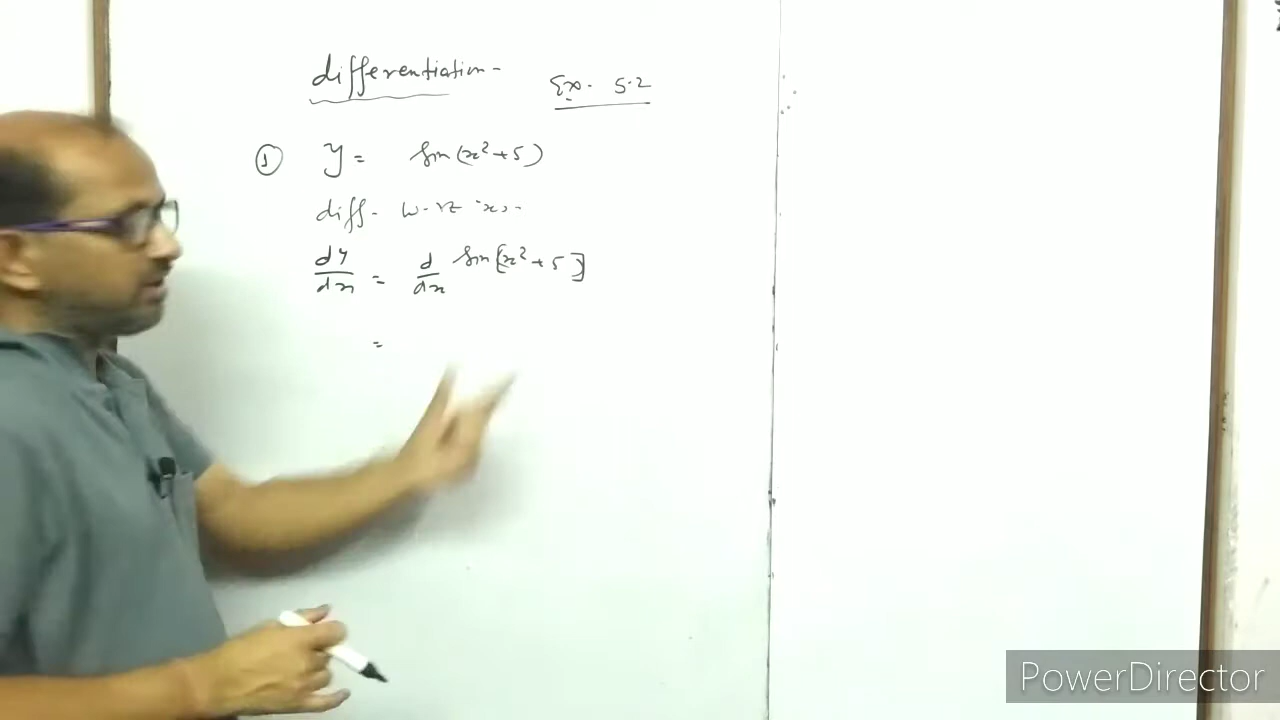 differentiation - Ex. 5.2
① y = sin(x²+5)
diff. w.r.t 'x'.
dy/dx = d/dx sin[x²+5]
=
PowerDirector